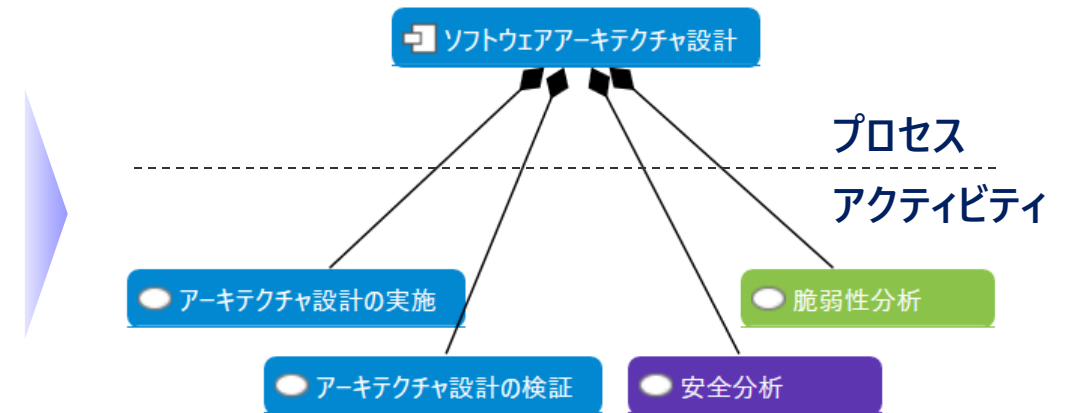 ソフトウェアアーキテクチャ設計
プロセス
アクティビティ
アーキテクチャ設計の実施
脆弱性分析
アーキテクチャ設計の検証
安全分析